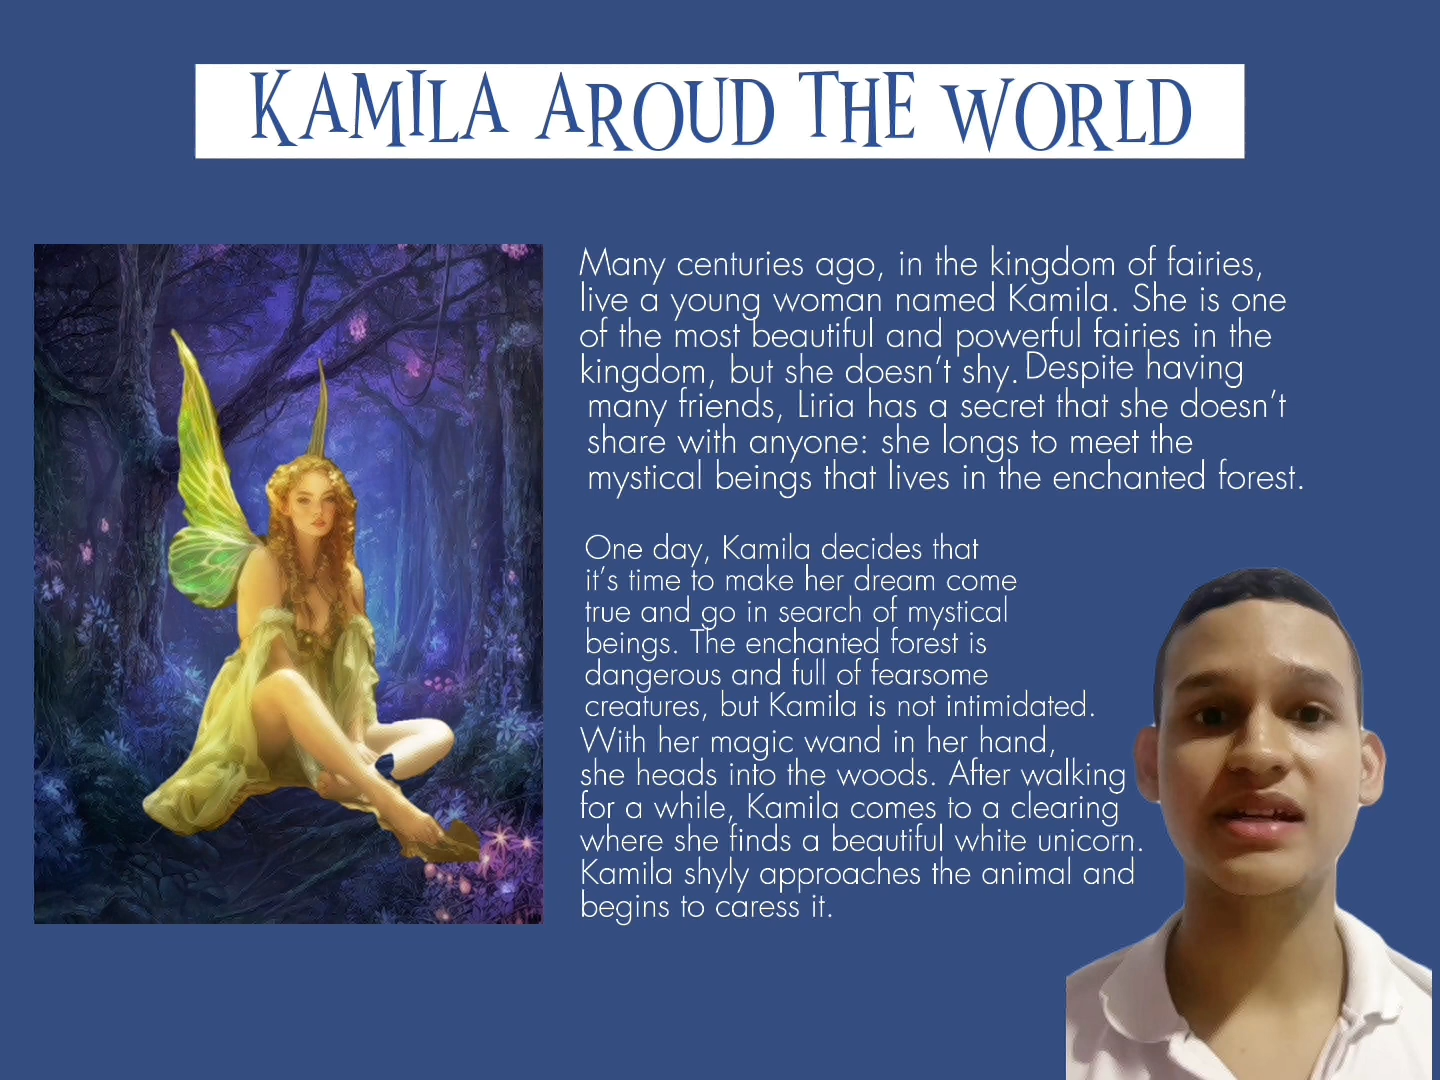 KAMILA AROUD THE WORLD
Many centuries ago, in the kingdom of fairies,
live a young woman named Kamila. She is one
of the most beautiful and powerful fairies in the
kingdom, but she doesn't shy. Despite having
many friends, Liria has a secret that she doesn't
share with anyone: she longs to meet the
mystical beings that lives in the enchanted forest.
One day, Kamila decides that
it's time to make her dream come
true and go in search of mystical
beings. The enchanted forest is
dangerous and full of fearsome
creatures, but Kamila is not intimidated.
With her magic wand in her hand,
she heads into the woods. After walking
for a while, Kamila comes to a clearing
where she finds a beautiful white unicorn.
Kamila shyly approaches the animal and
begins to caress it.